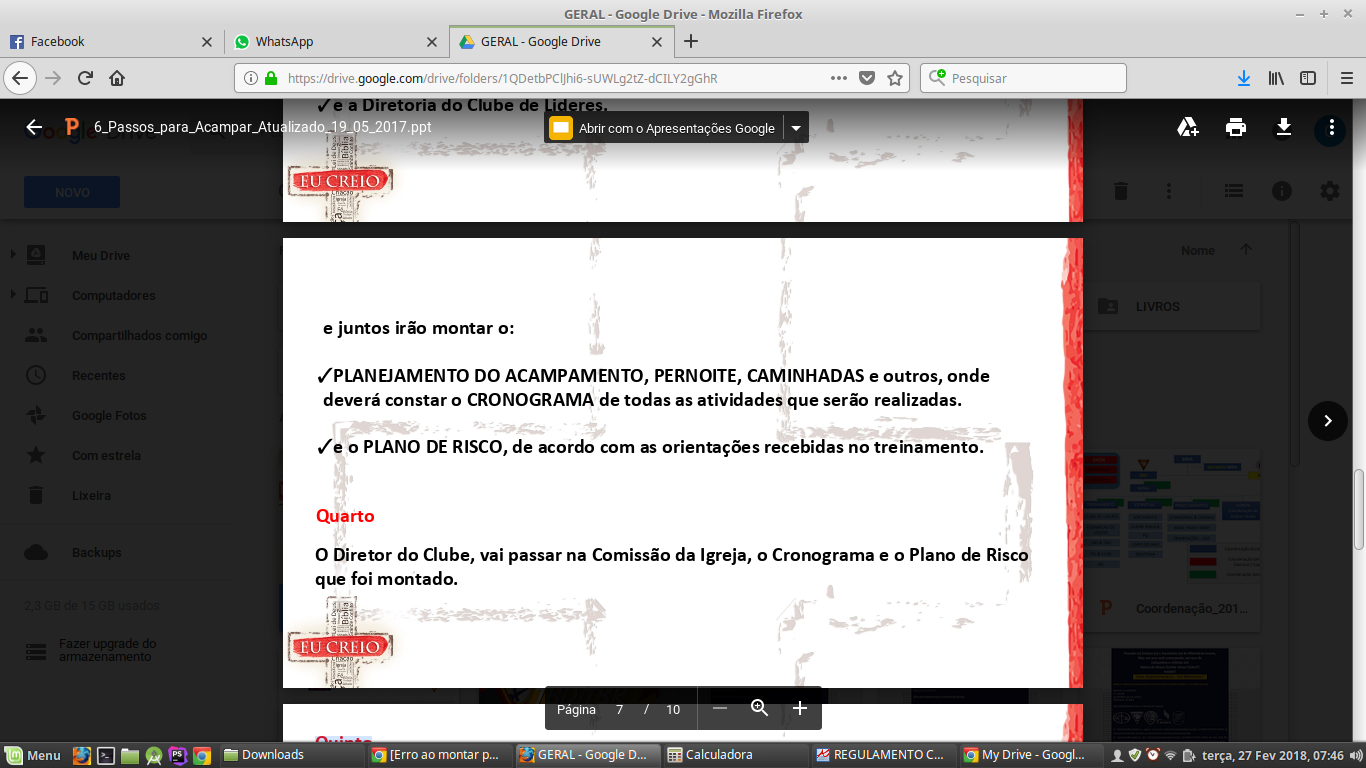 GERAL - Google Drive - Mozilla Firefox
Facebook
WhatsApp
GERAL - Google Drive
https://drive.google.com/drive/folders/1QDetbPClJhi6-sUWLg2tZ-dCILY2gGhR
Pesquisar
✓e a Diretoria do Clube de Líderes.
6_Passos_para_Acampar_Atualizado_19_05_2017.ppt
Abrir com o Apresentações Google
EU CREIO
NOVO
Meu Drive
Computadores
Compartilhados comigo
Recentes
Google Fotos
Com estrela
Lixeira
Backups
2,3 GB de 15 GB usados
Fazer upgrade do
armazenamento
Nome
LIVROS
Coordenação_201...
e juntos irão montar o:
✓PLANEJAMENTO DO ACAMPAMENTO, PERNOITE, CAMINHADAS e outros, onde
deverá constar o CRONOGRAMA de todas as atividades que serão realizadas.
✓e o PLANO DE RISCO, de acordo com as orientações recebidas no treinamento.
Quarto
O Diretor do Clube, vai passar na Comissão da Igreja, o Cronograma e o Plano de Risco
que foi montado.
Bíblia
EU CREIO
Página 7 / 10
Quinto
Menu
Downloads
[Erro ao montar p...
GERAL - Google D...
Calculadora
REGULAMENTO C...
My Drive - Googl...
terça, 27 Fev 2018, 07:46